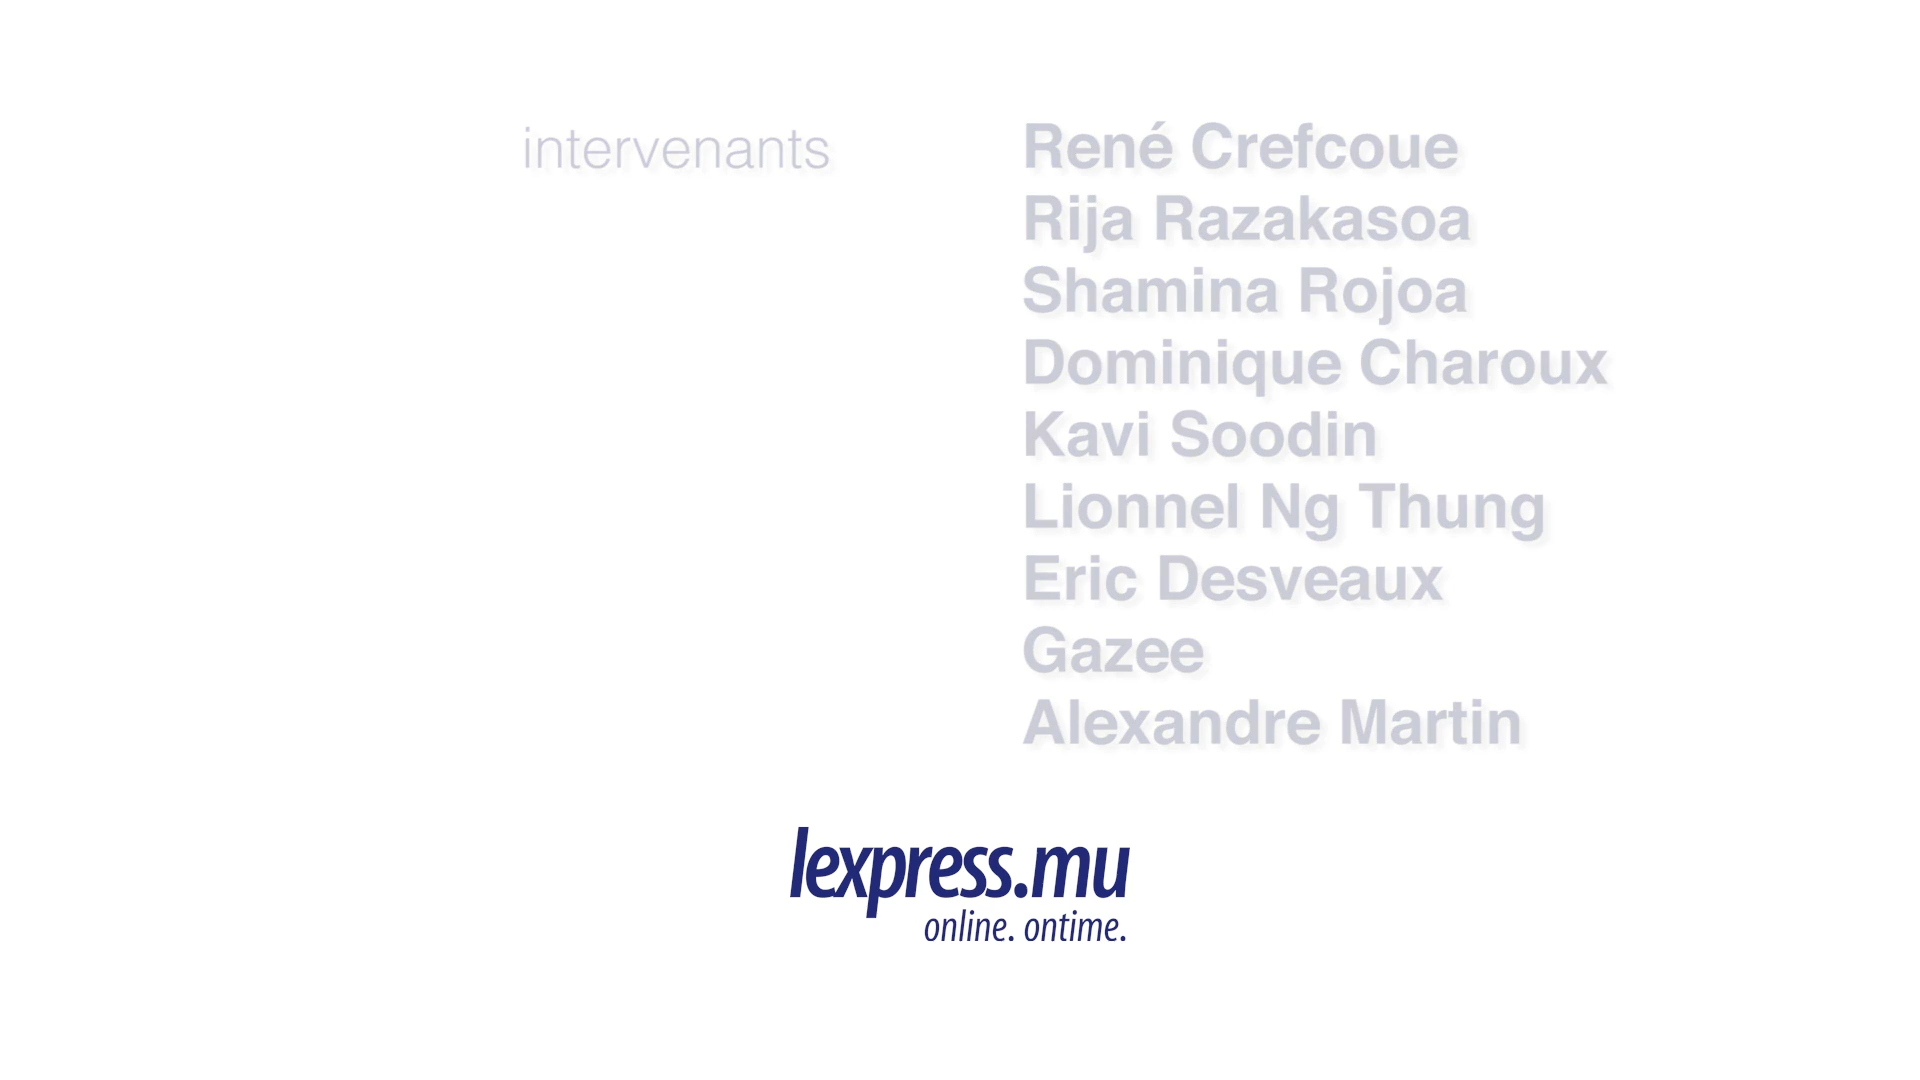 intervenants René Crefcoue
Rija Razakasoa
Shamina Rojoa
Dominique Charoux
Kavi Soodin
Lionnel Ng Thung
Eric Desveaux
Gazee
Alexandre Martin
lexpress.mu
online. ontime.